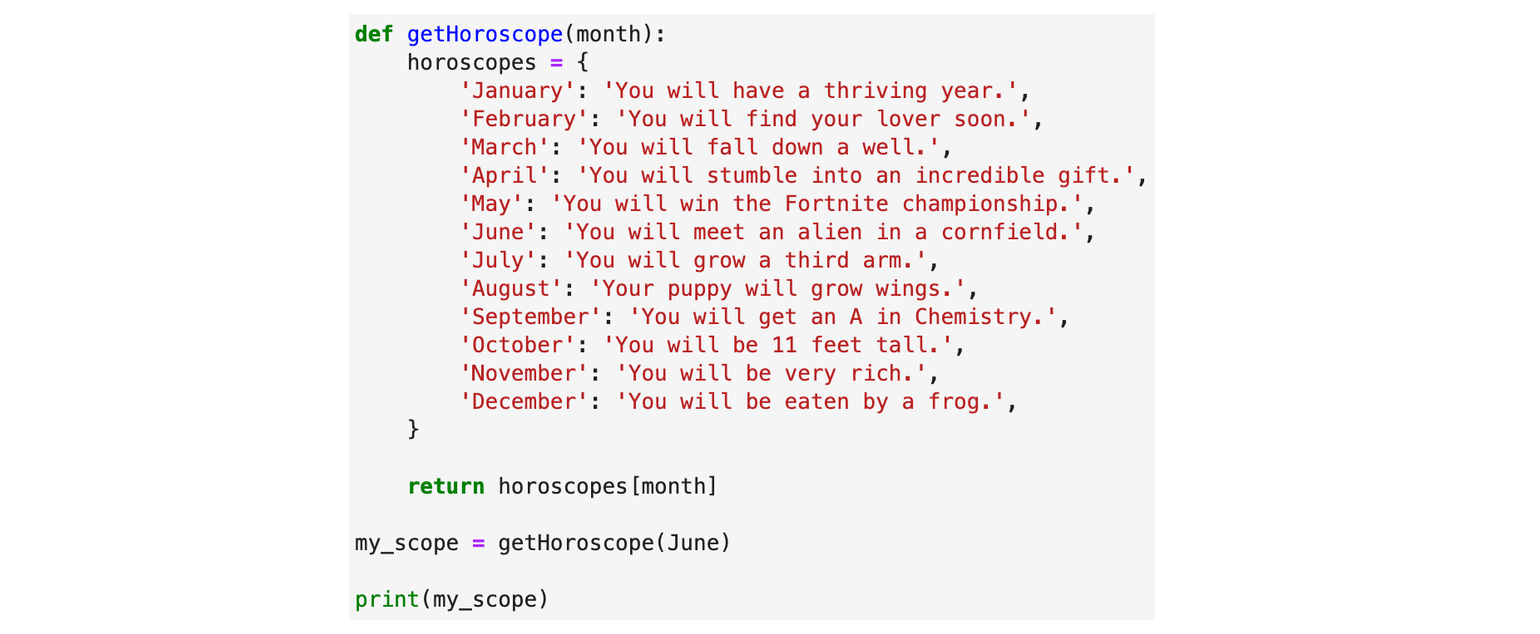 def getHoroscope(month):
    horoscopes = {
        'January': 'You will have a thriving year.',
        'February': 'You will find your lover soon.',
        'March': 'You will fall down a well.',
        'April': 'You will stumble into an incredible gift.',
        'May': 'You will win the Fortnite championship.',
        'June': 'You will meet an alien in a cornfield.',
        'July': 'You will grow a third arm.',
        'August': 'Your puppy will grow wings.',
        'September': 'You will get an A in Chemistry.',
        'October': 'You will be 11 feet tall.',
        'November': 'You will be very rich.',
        'December': 'You will be eaten by a frog.',
    }
    return horoscopes[month]
my_scope = getHoroscope(June)
print(my_scope)